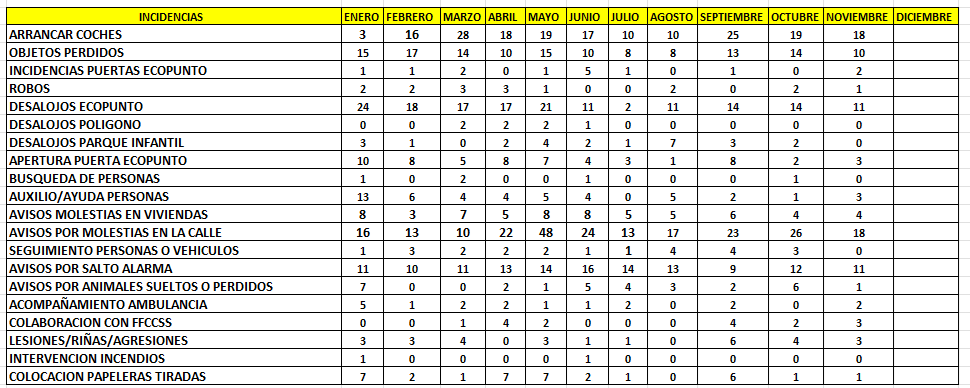 INCIDENCIAS ENERO FEBRERO MARZO ABRIL MAYO JUNIO JULIO AGOSTO SEPTIEMBRE OCTUBRE NOVIEMBRE DICIEMBRE
ARRANCAR COCHES 3 16 28 18 19 17 10 10 25 19 18
OBJETOS PERDIDOS 15 17 14 10 15 10 8 8 13 14 10
INCIDENCIAS PUERTAS ECOPUNTO 1 1 2 0 1 5 1 0 1 0 2
ROBOS 2 2 3 3 1 0 0 2 0 2 1
DESALOJOS ECOPUNTO 24 18 17 17 21 11 2 11 14 14 11
DESALOJOS POLIGONO 0 0 2 2 2 1 0 0 0 0 0
DESALOJOS PARQUE INFANTIL 3 1 0 2 4 2 1 7 3 2 0
APERTURA PUERTA ECOPUNTO 10 8 5 8 7 4 3 1 8 2 3
BUSQUEDA DE PERSONAS 1 0 2 0 0 1 0 0 0 1 0
AUXILIO/AYUDA PERSONAS 13 6 4 4 5 4 0 5 2 1 3
AVISOS MOLESTIAS EN VIVIENDAS 8 3 7 5 8 8 5 5 6 4 4
AVISOS POR MOLESTIAS EN LA CALLE 16 13 10 22 48 24 13 17 23 26 18
SEGUIMIENTO PERSONAS O VEHICULOS 1 3 2 2 2 1 1 4 4 3 0
AVISOS POR SALTO ALARMA 11 10 11 13 14 16 14 13 9 12 11
AVISOS POR ANIMALES SUELTOS O PERDIDOS 7 0 0 2 1 5 4 3 2 6 1
ACOMPAÑAMIENTO AMBULANCIA 5 1 2 2 1 1 2 0 2 0 2
COLABORACION CON FFCCSS 0 0 1 4 2 0 0 0 4 2 3
LESIONES/RIÑAS/AGRESIONES 3 3 4 0 3 1 1 0 6 4 3
INTERVENCION INCENDIOS 1 0 0 0 0 1 0 0 0 0 0
COLOCACION PAPELERAS TIRADAS 7 2 1 7 7 2 1 0 6 1 1